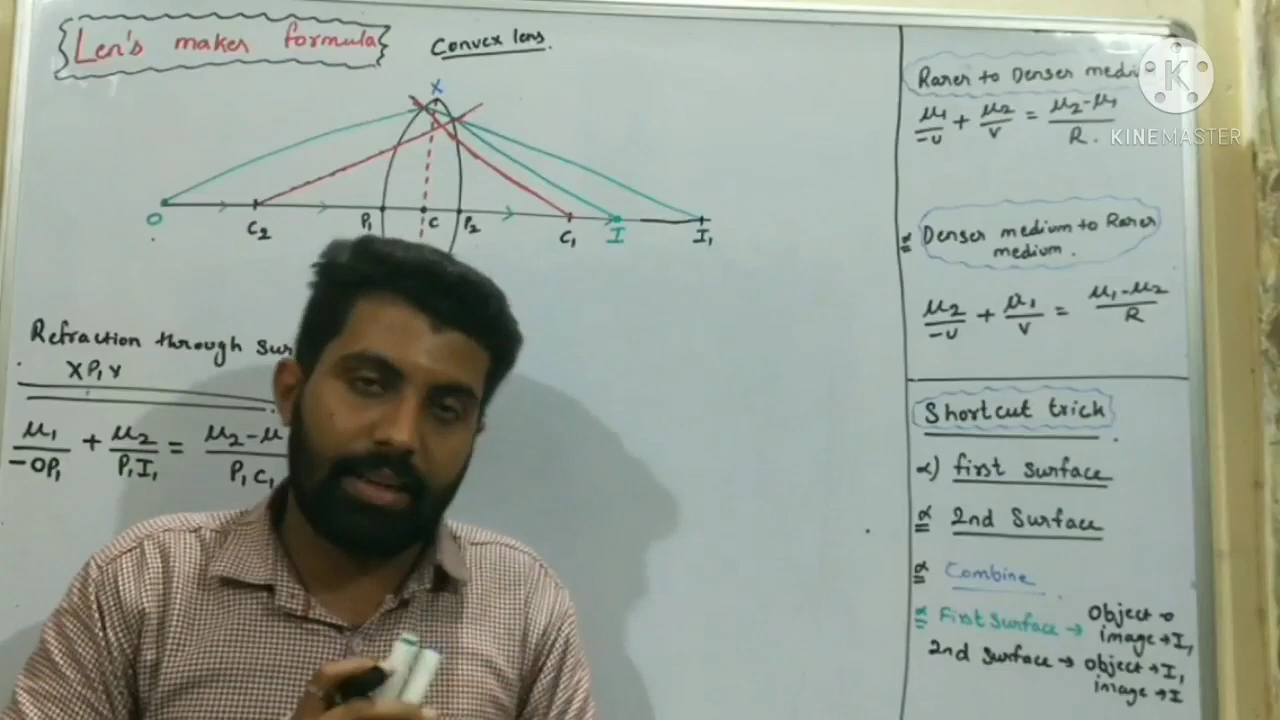 Len's maker formula
Convex lens.
X
O
C2
P1
C
P2
C1
I
I1
Refraction through sur
XP1Y
μ1/-OP1 + μ2/P1I1 = μ2-μ/P1C1
Rarer to Denser medi
μ1/-u + μ2/v = μ2-μ1/R.
KINEMASTER
Denser medium to Rarer
medium.
μ2/-u + μ1/v = μ1-μ2/R
Shortcut trick
first surface
2nd Surface
Combine
First surface → Object → O
image → I1
2nd surface → object → I1
image → I